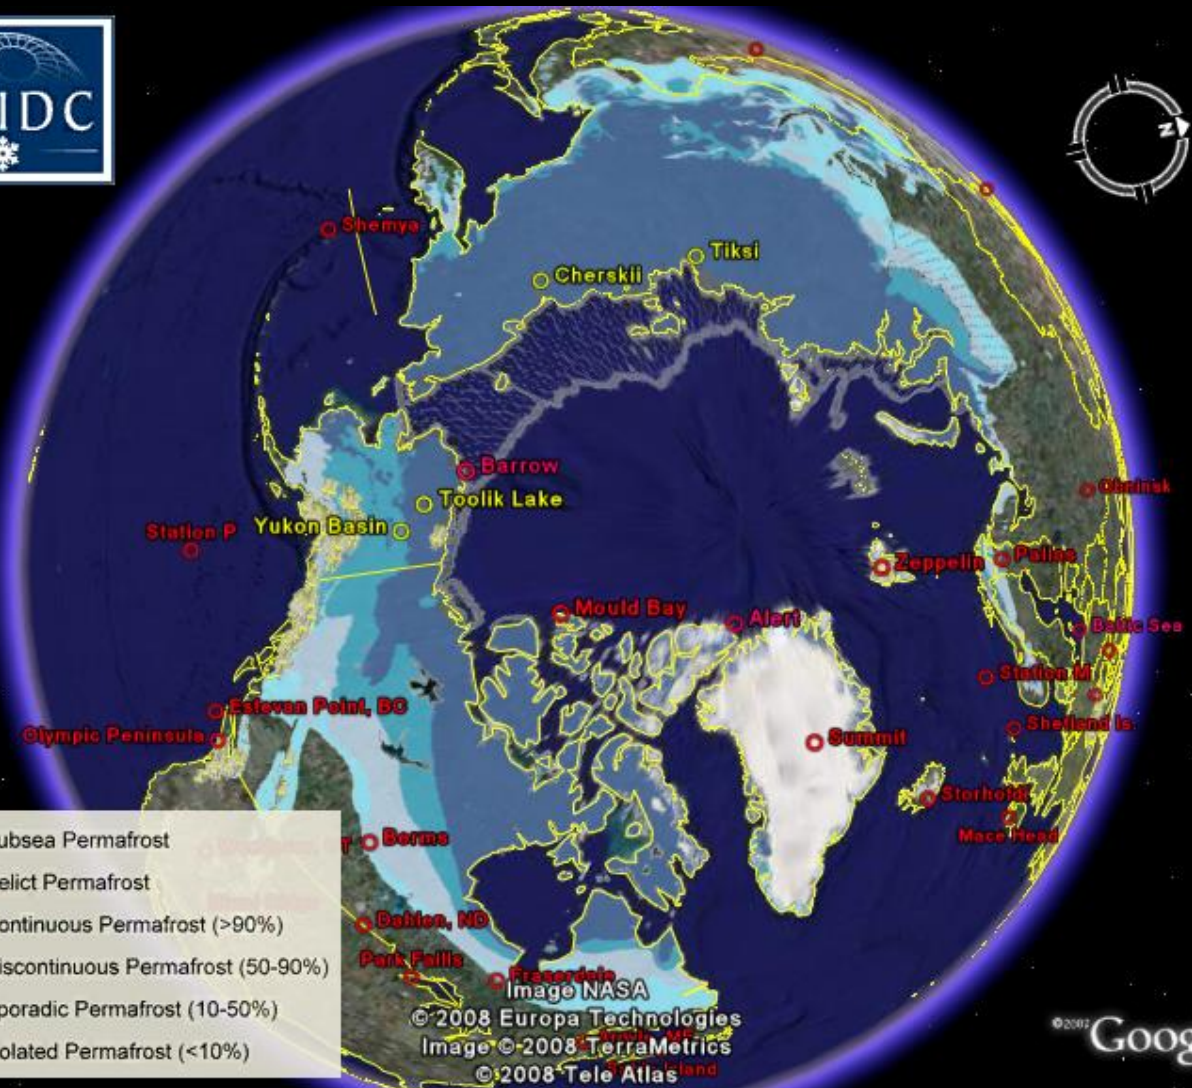 IDC
N
Shemya
Tiksi
Cherskii
Barrow
Toolik Lake
Yukon Basin
Obninsk
Station P
Zeppelin
Pallas
Mould Bay
Alert
Baltic Sea
Station M
Estevan Point, BC
Shetland Is.
Olympic Peninsula
Summit
Storhofdi
Mace Head
Berms
Dahlen, ND
Park Falls
Fraserdale
ubsea Permafrost
elict Permafrost
ontinuous Permafrost (>90%)
iscontinuous Permafrost (50-90%)
poradic Permafrost (10-50%)
olated Permafrost (<10%)
Image NASA
© 2008 Europa Technologies
Image © 2008 TerraMetrics
© 2008 Tele Atlas
Island
©2007 Goog